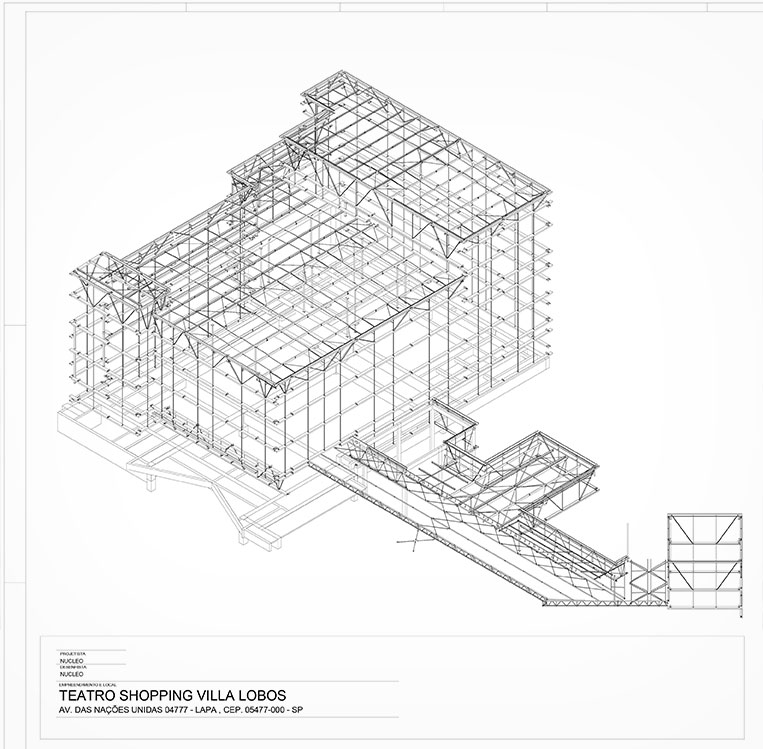 PROJETISTA
NUCLEO
DESENHISTA
NUCLEO
EMPREENDIMENTO E LOCAL
TEATRO SHOPPING VILLA LOBOS
AV. DAS NAÇÕES UNIDAS 04777 - LAPA , CEP. 05477-000 - SP